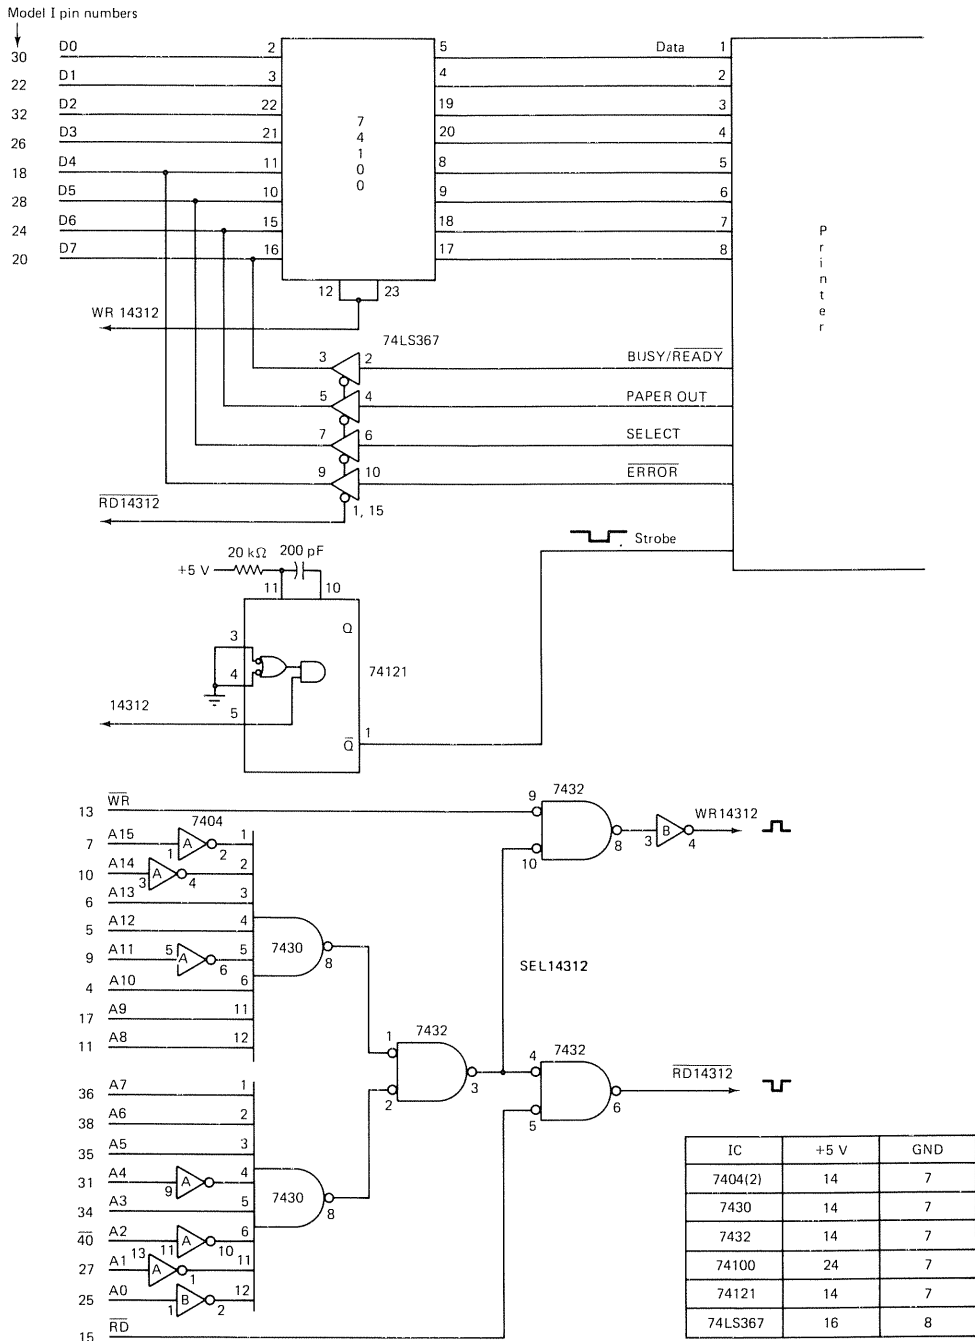 Model I pin numbers
30 D0 2 5 Data 1
22 D1 3 4 2
32 D2 22 19 3
26 D3 21 20 4
18 D4 11 8 5
28 D5 10 9 6
24 D6 15 18 7
20 D7 16 17 8
74100
Printer
12 23
WR 14312
74LS367
3 2 BUSY/READY
5 4 PAPER OUT
7 6 SELECT
9 10 ERROR
RD14312
1, 15
Strobe
+5 V 20 kΩ 200 pF
11 10
Q
3
4
74121
14312
5
Q̅ 1
7432
13 WR 9
8 3 B 4 WR14312
10
7404
7 A15 1 A 2 1
10 A14 3 A 4 2
6 A13 3
5 A12 4
9 A11 5 A 6 5
4 A10 6
17 A9 11
11 A8 12
7430
8
SEL14312
7432
1
2
3
7432
4
5
6
RD14312
36 A7 1
38 A6 2
35 A5 3
31 A4 9 A 4
34 A3 5
40 A2 11 A 10 6
27 A1 13 A 1 11
25 A0 1 B 2 12
7430
8
15 RD
IC +5 V GND
7404(2) 14 7
7430 14 7
7432 14 7
74100 24 7
74121 14 7
74LS367 16 8